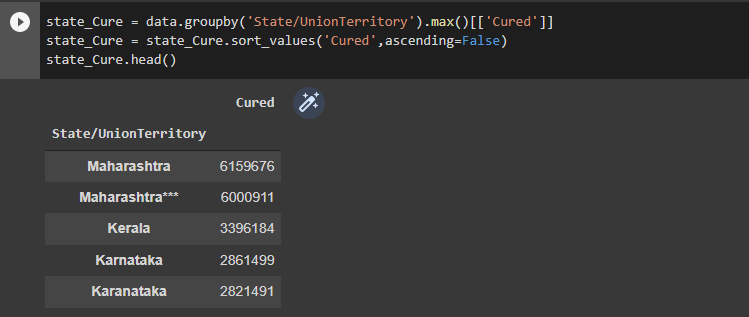 state_Cure = data.groupby('State/UnionTerritory').max()[['Cured']]
state_Cure = state_Cure.sort_values('Cured',ascending=False)
state_Cure.head()
Cured
State/UnionTerritory
Maharashtra 6159676
Maharashtra*** 6000911
Kerala 3396184
Karnataka 2861499
Karanataka 2821491